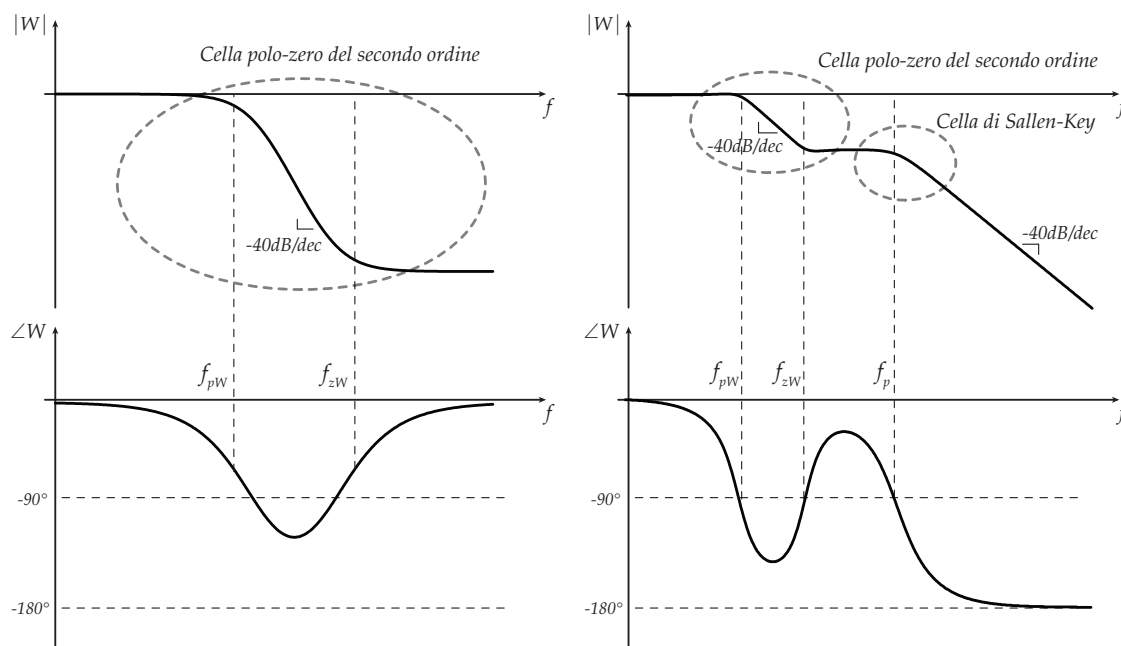 |W|
Cella polo-zero del secondo ordine
f
-40dB/dec
∠W
f_pW
f_zW
f
-90°
-180°
|W|
Cella polo-zero del secondo ordine
f
Cella di Sallen-Key
-40dB/dec
-40dB/dec
∠W
f_pW
f_zW
f_p
f
-90°
-180°